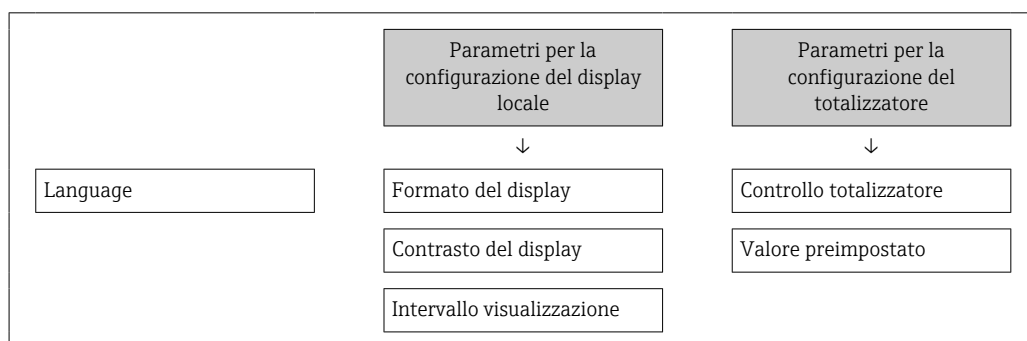 Parametri per la
configurazione del display
locale
Parametri per la
configurazione del
totalizzatore
↓
↓
Language
Formato del display
Controllo totalizzatore
Contrasto del display
Valore preimpostato
Intervallo visualizzazione